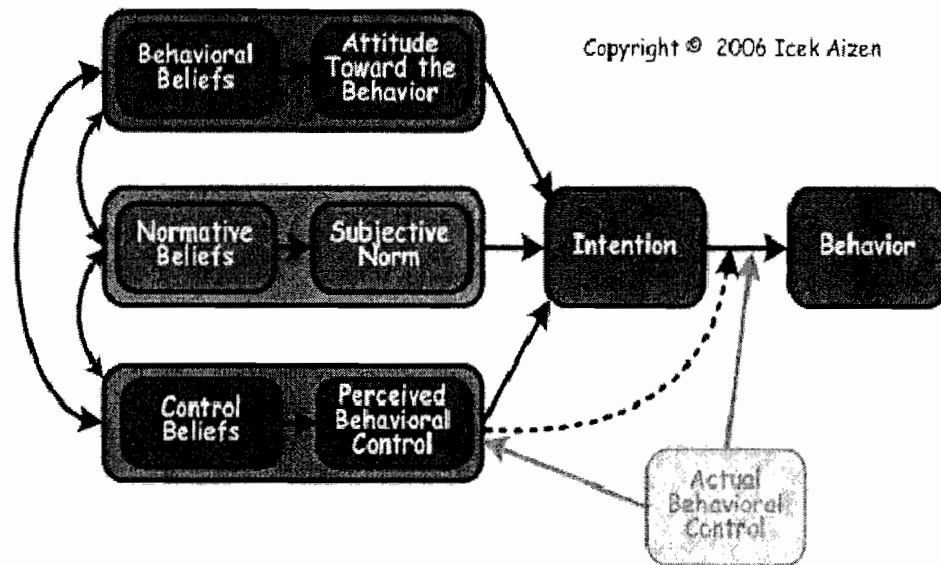 Behavioral
Beliefs
Attitude
Toward the
Behavior
Copyright © 2006 Icek Aizen
Normative
Beliefs
Subjective
Norm
Intention
Behavior
Control
Beliefs
Perceived
Behavioral
Control
Actual
Behavioral
Control